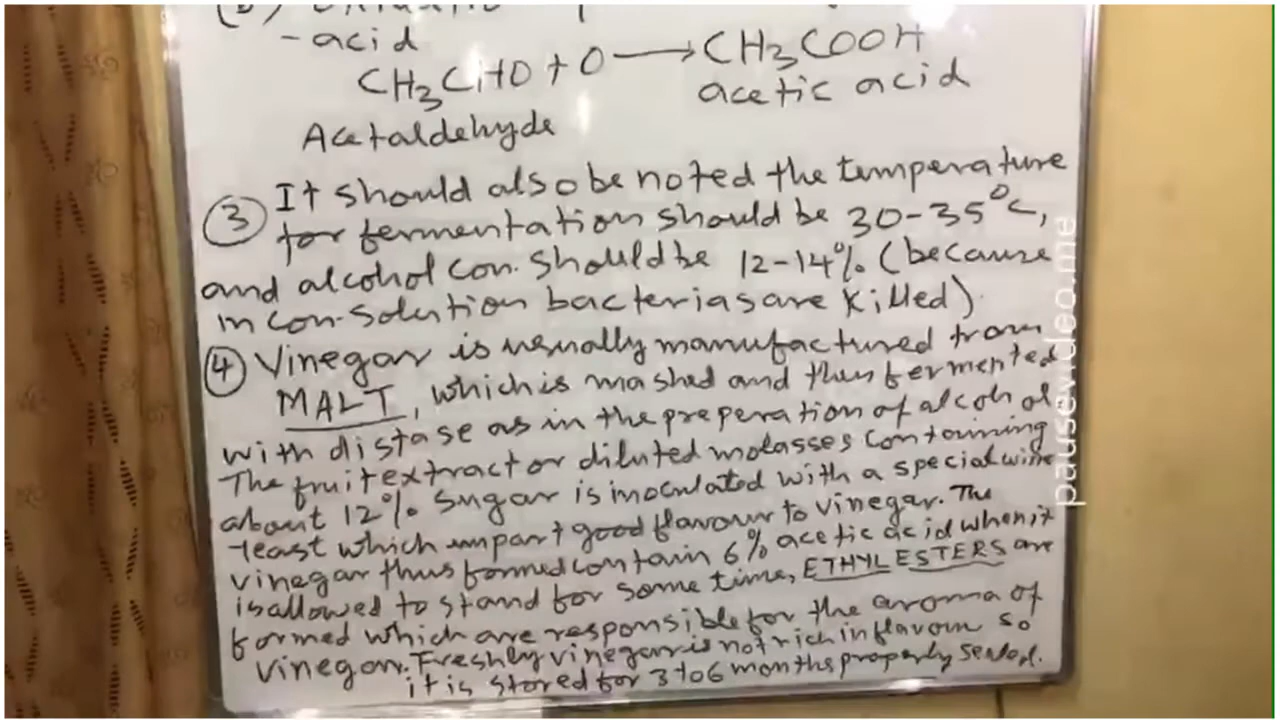 -acid
CH3CHO + O ⟶ CH3COOH
acetic acid
Acetaldehyde
③ It should also be noted the temperature
for fermentation should be 30-35°C,
and alcohol con. should be 12-14% (because
in con. solution bacterias are killed).
④ Vinegar is usually manufactured from
MALT, which is mashed and then fermented
with distase as in the preperation of alcohol.
The fruit extract or diluted molasses containing
about 12% sugar is inoculated with a special wine
Yeast which impart good flavour to vinegar. The
vinegar thus formed contain 6% acetic acid when it
is allowed to stand for some time, ETHYL ESTERS are
formed which are responsible for the aroma of
vinegar. Freshly vinegar is not rich in flavour so
it is stored for 3 to 6 months properly sealed.
pausevideo.me